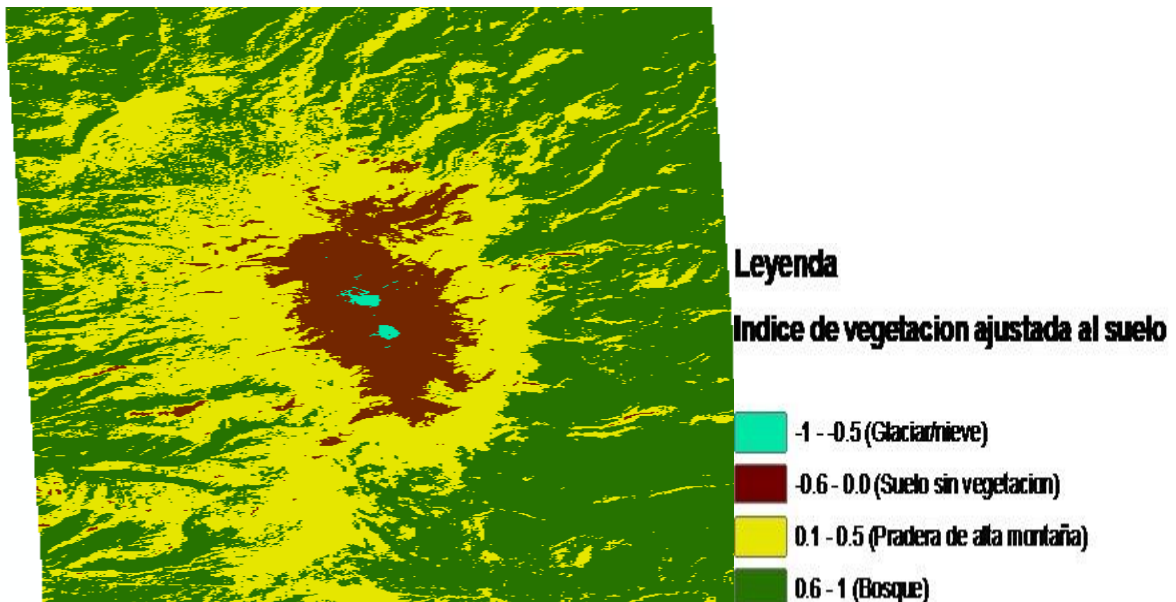 Leyenda
Indice de vegetacion ajustada al suelo
-1 - -0.5 (Glaciar/nieve)
-0.6 - 0.0 (Suelo sin vegetacion)
0.1 - 0.5 (Pradera de alta montaña)
0.6 - 1 (Bosque)